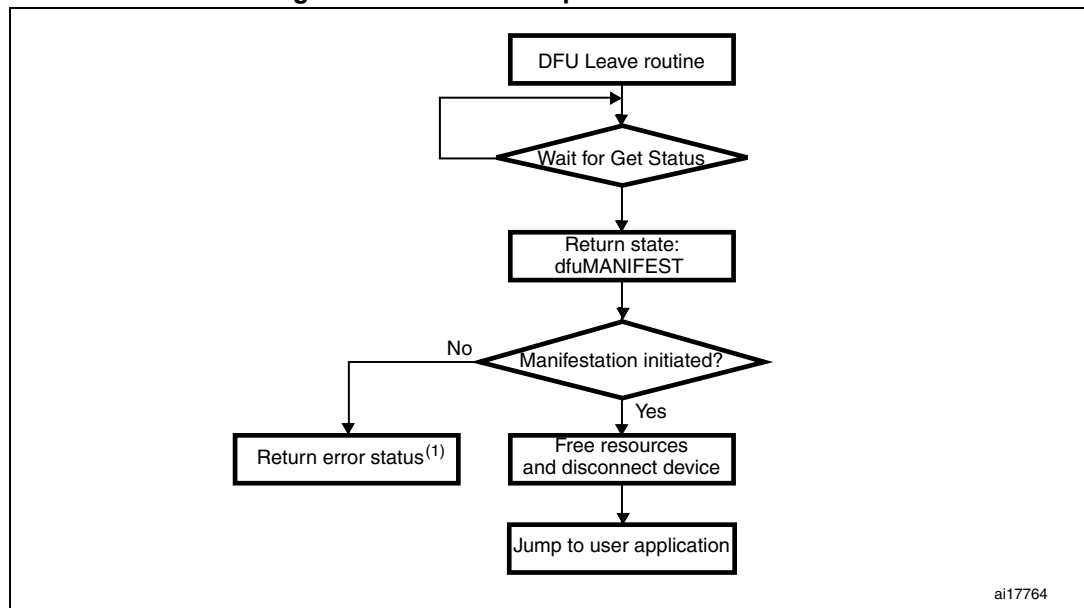 DFU Leave routine
Wait for Get Status
Return state:
dfuMANIFEST
No
Manifestation initiated?
Yes
Return error status(1)
Free resources
and disconnect device
Jump to user application
ai17764